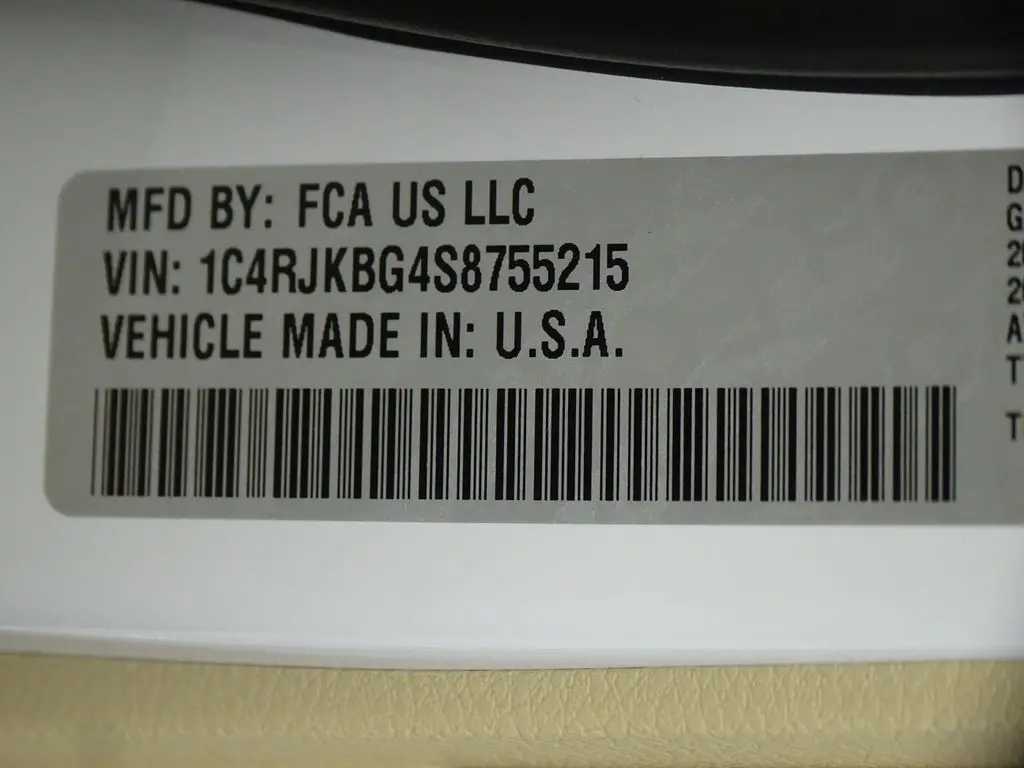 MFD BY: FCA US LLC
VIN: 1C4RJKBG4S8755215
VEHICLE MADE IN: U.S.A.
D
G
A
T
T